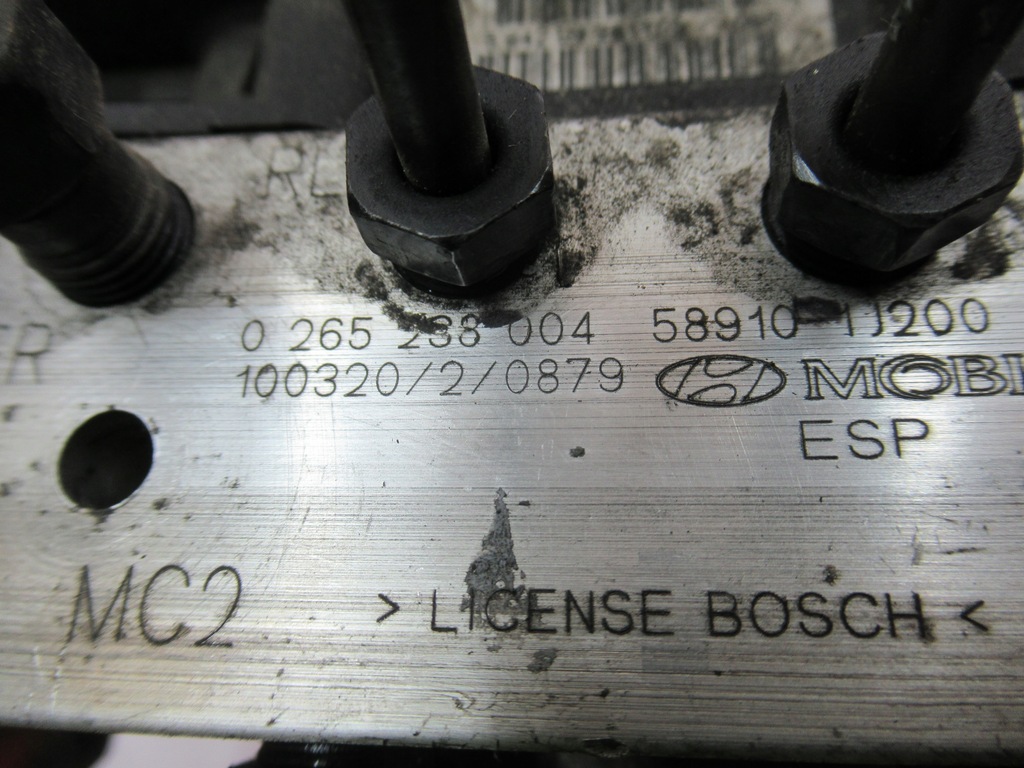 RL
0 265 238 004 58910-1J200
100320/2/0879 MOBI
ESP
MC2
> LICENSE BOSCH <